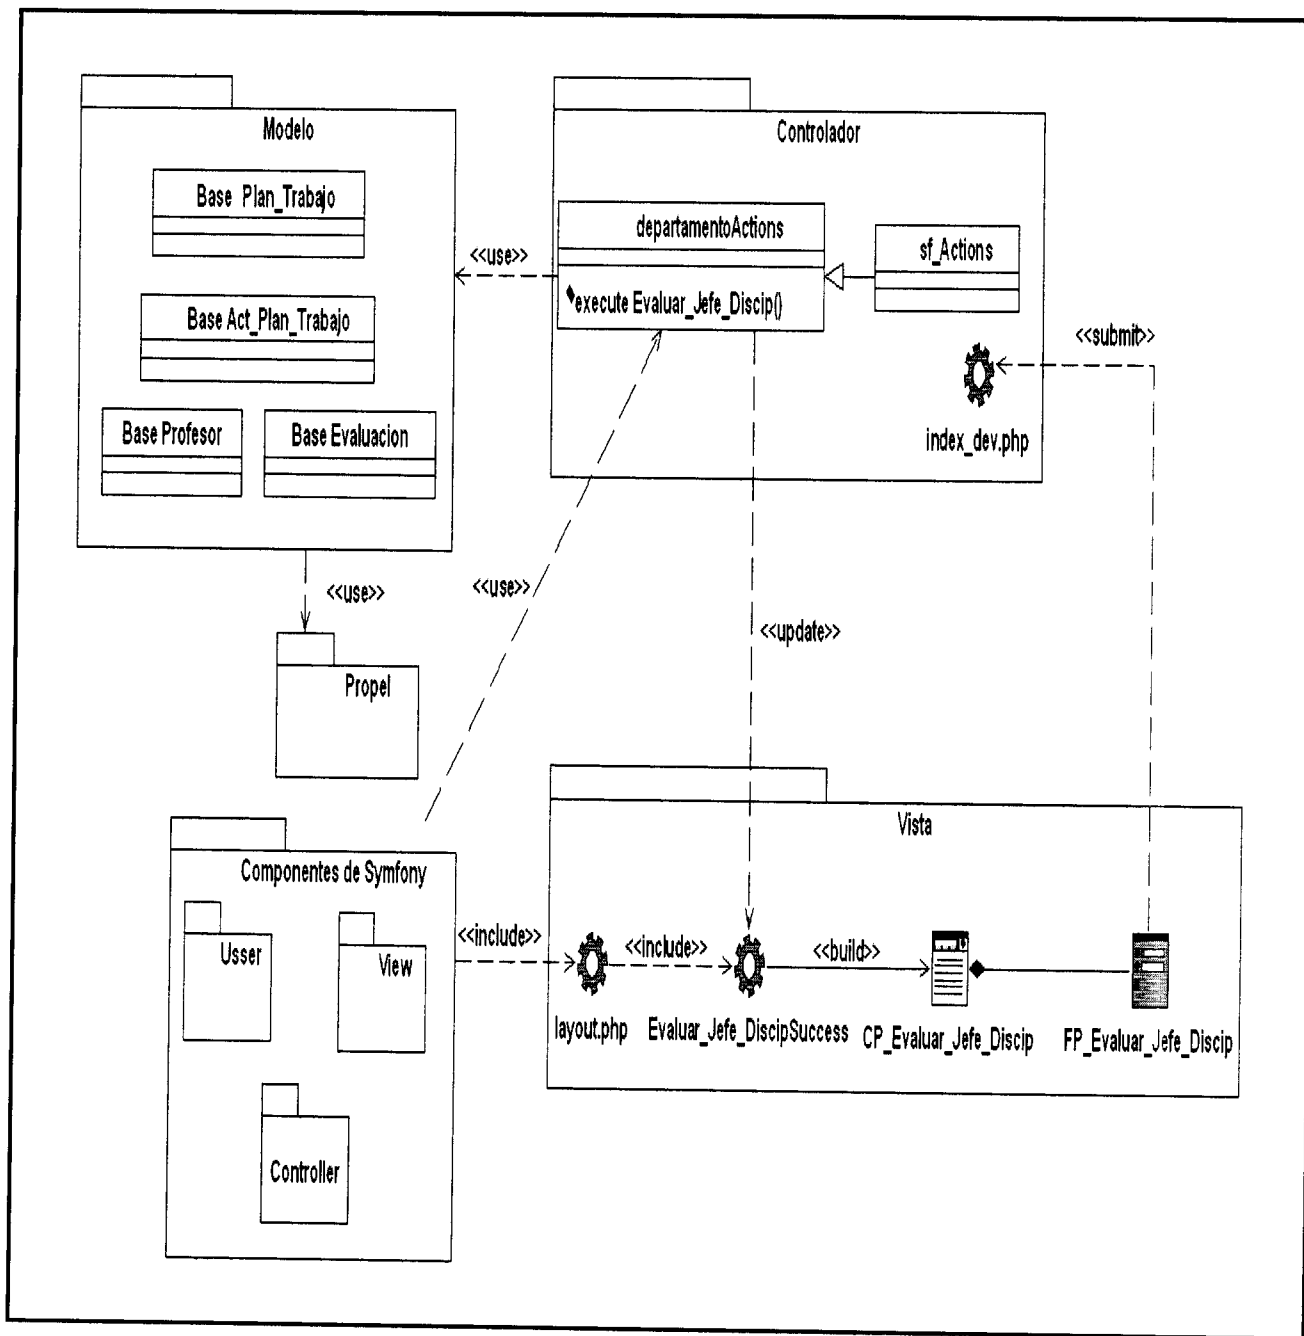 Modelo
Base Plan_Trabajo
Base Act_Plan_Trabajo
Base Profesor
Base Evaluacion
<<use>>
Controlador
departamentoActions
execute Evaluar_Jefe_Discip()
sf_Actions
index_dev.php
<<submit>>
<<use>>
<<use>>
<<update>>
Propel
Componentes de Symfony
Usser
View
Controller
<<include>>
Vista
layout.php
<<include>>
Evaluar_Jefe_DiscipSuccess
<<build>>
CP_Evaluar_Jefe_Discip
FP_Evaluar_Jefe_Discip